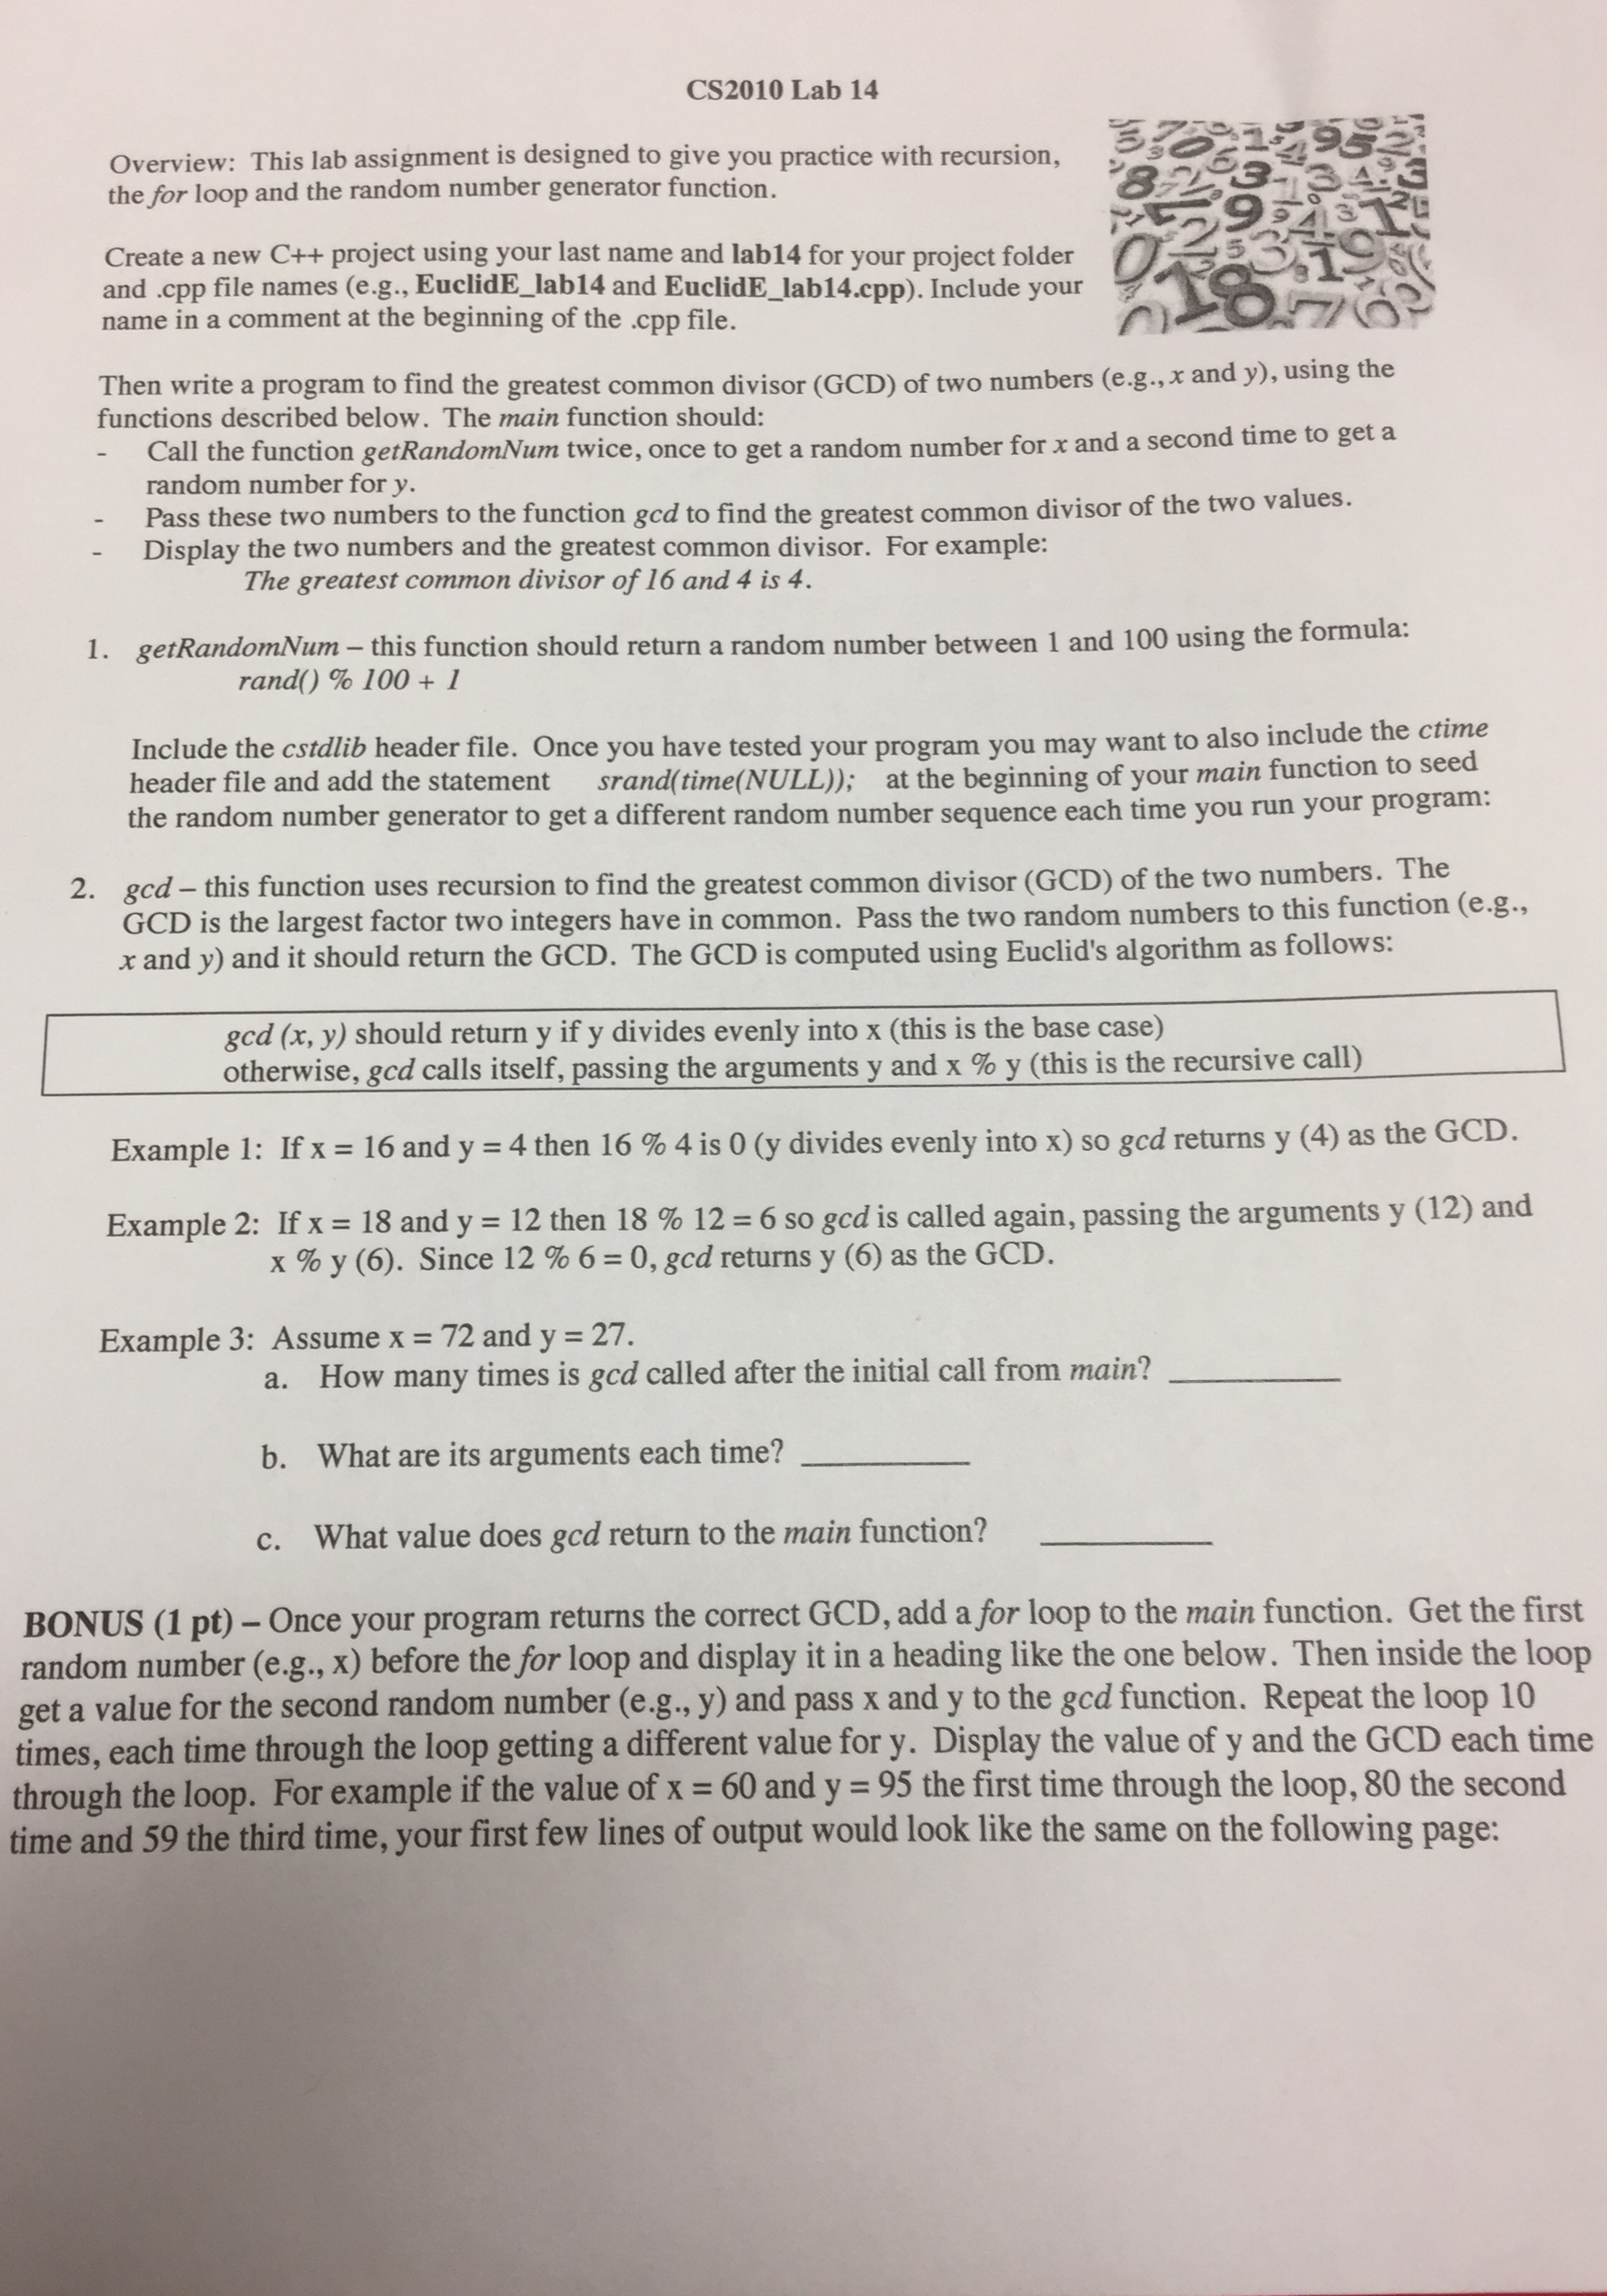 CS2010 Lab 14
Overview: This lab assignment is designed to give you practice with recursion,
the for loop and the random number generator function.
Create a new C++ project using your last name and lab14 for your project folder
and .cpp file names (e.g., EuclidE_lab14 and EuclidE_lab14.cpp). Include your
name in a comment at the beginning of the .cpp file.
Then write a program to find the greatest common divisor (GCD) of two numbers (e.g., x and y), using the
functions described below. The main function should:
- Call the function getRandomNum twice, once to get a random number for x and a second time to get a
random number for y.
- Pass these two numbers to the function gcd to find the greatest common divisor of the two values.
- Display the two numbers and the greatest common divisor. For example:
The greatest common divisor of 16 and 4 is 4.
1. getRandomNum – this function should return a random number between 1 and 100 using the formula:
rand() % 100 + 1
Include the cstdlib header file. Once you have tested your program you may want to also include the ctime
header file and add the statement srand(time(NULL)); at the beginning of your main function to seed
the random number generator to get a different random number sequence each time you run your program:
2. gcd – this function uses recursion to find the greatest common divisor (GCD) of the two numbers. The
GCD is the largest factor two integers have in common. Pass the two random numbers to this function (e.g.,
x and y) and it should return the GCD. The GCD is computed using Euclid's algorithm as follows:
gcd (x, y) should return y if y divides evenly into x (this is the base case)
otherwise, gcd calls itself, passing the arguments y and x % y (this is the recursive call)
Example 1: If x = 16 and y = 4 then 16 % 4 is 0 (y divides evenly into x) so gcd returns y (4) as the GCD.
Example 2: If x = 18 and y = 12 then 18 % 12 = 6 so gcd is called again, passing the arguments y (12) and
x % y (6). Since 12 % 6 = 0, gcd returns y (6) as the GCD.
Example 3: Assume x = 72 and y = 27.
a. How many times is gcd called after the initial call from main? ________
b. What are its arguments each time? ________
c. What value does gcd return to the main function? ________
BONUS (1 pt) – Once your program returns the correct GCD, add a for loop to the main function. Get the first
random number (e.g., x) before the for loop and display it in a heading like the one below. Then inside the loop
get a value for the second random number (e.g., y) and pass x and y to the gcd function. Repeat the loop 10
times, each time through the loop getting a different value for y. Display the value of y and the GCD each time
through the loop. For example if the value of x = 60 and y = 95 the first time through the loop, 80 the second
time and 59 the third time, your first few lines of output would look like the same on the following page: